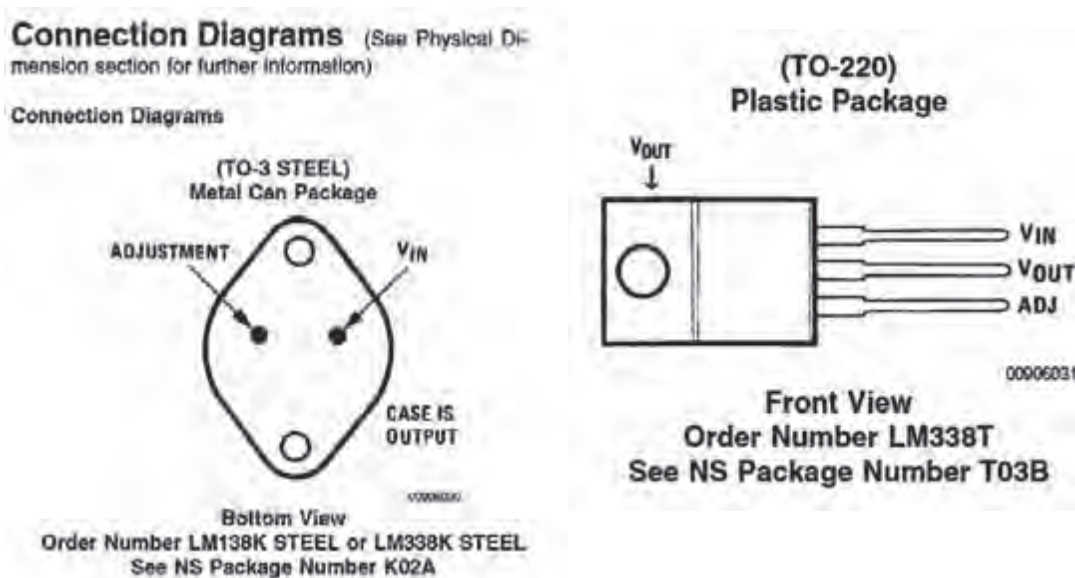 Connection Diagrams (See Physical Di-
mension section for further information)
Connection Diagrams
(TO-3 STEEL)
Metal Can Package
ADJUSTMENT
VIN
CASE IS
OUTPUT
Bottom View
Order Number LM138K STEEL or LM338K STEEL
See NS Package Number K02A
(TO-220)
Plastic Package
VOUT
VIN
VOUT
ADJ
00906031
Front View
Order Number LM338T
See NS Package Number T03B